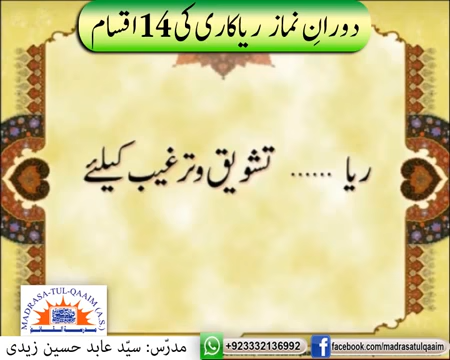 دورانِ نماز ریاکاری کی 14 اقسام
ریا ...... تشویق و ترغیب کیلئے
MADRASA-TUL-QAAIM (A.S.)
مدرّس: سیّد عابد حسین زیدی
+923332136992
facebook.com/madrasatulqaaim